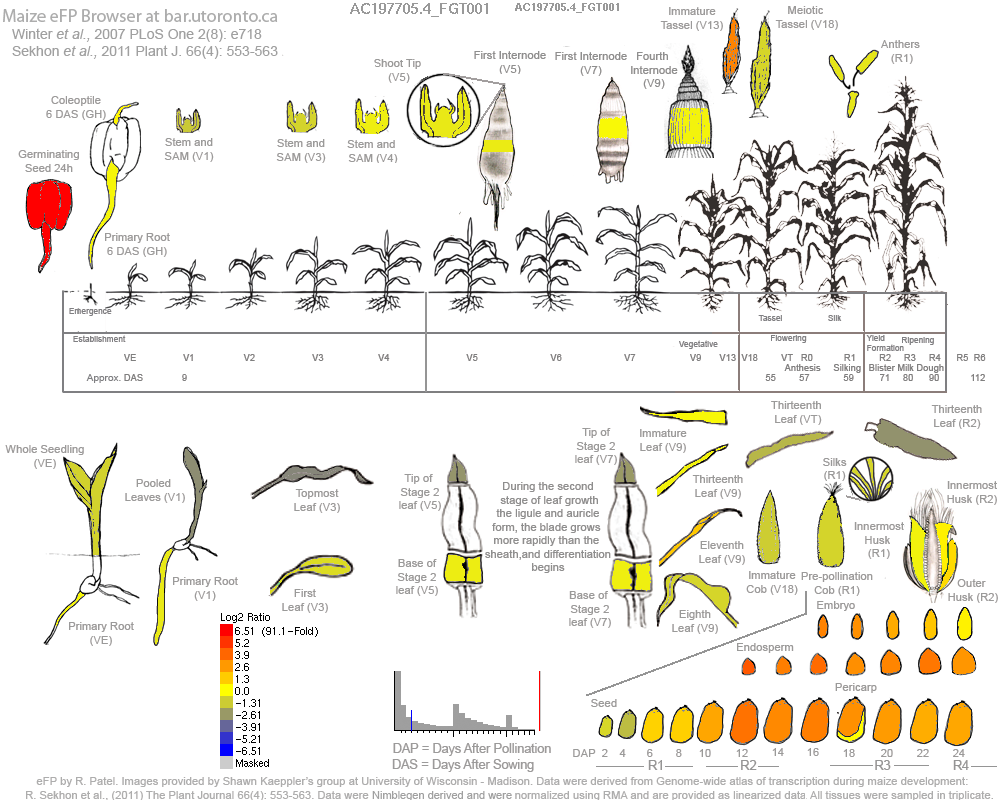 Maize eFP Browser at bar.utoronto.ca
Winter et al., 2007 PLoS One 2(8): e718
Sekhon et al., 2011 Plant J. 66(4): 553-563
AC197705.4_FGT001
AC197705.4_FGT001
Coleoptile
6 DAS (GH)
Germinating
Seed 24h
Primary Root
6 DAS (GH)
Stem and
SAM (V1)
Stem and
SAM (V3)
Stem and
SAM (V4)
Shoot Tip
(V5)
First Internode
(V5)
First Internode
(V7)
Fourth
Internode
(V9)
Immature
Tassel (V13)
Meiotic
Tassel (V18)
Anthers
(R1)
Emergence
Tassel
Silk
Establishment
Vegetative
Flowering
Yield
Formation
Ripening
VE V1 V2 V3 V4 V5 V6 V7 V9 V13 V18 VT R0 R1 R2 R3 R4 R5 R6
Anthesis Silking Blister Milk Dough
Approx. DAS 9 55 57 59 71 80 90 112
Whole Seedling
(VE)
Primary Root
(VE)
Pooled
Leaves (V1)
Primary Root
(V1)
Topmost
Leaf (V3)
First
Leaf (V3)
Tip of
Stage 2
leaf (V5)
Base of
Stage 2
leaf (V5)
During the second
stage of leaf growth
the ligule and auricle
form, the blade grows
more rapidly than the
sheath,and differentiation
begins
Tip of
Stage 2
leaf (V7)
Base of
Stage 2
leaf (V7)
Immature
Leaf (V9)
Thirteenth
Leaf (V9)
Eleventh
Leaf (V9)
Eighth
Leaf (V9)
Thirteenth
Leaf (VT)
Thirteenth
Leaf (R2)
Immature
Cob (V18)
Silks
(R1)
Pre-pollination
Cob (R1)
Innermost
Husk
(R1)
Innermost
Husk (R2)
Outer
Husk (R2)
Log2 Ratio
6.51 (91.1-Fold)
5.2
3.9
2.6
1.3
0.0
-1.31
-2.61
-3.91
-5.21
-6.51
Masked
DAP = Days After Pollination
DAS = Days After Sowing
Embryo
Endosperm
Pericarp
Seed
DAP 2 4 6 8 10 12 14 16 18 20 22 24
R1 R2 R3 R4
eFP by R. Patel. Images provided by Shawn Kaeppler's group at University of Wisconsin - Madison. Data were derived from Genome-wide atlas of transcription during maize development:
R. Sekhon et al., (2011) The Plant Journal 66(4): 553-563. Data were Nimblegen derived and were normalized using RMA and are provided as linearized data. All tissues were sampled in triplicate.